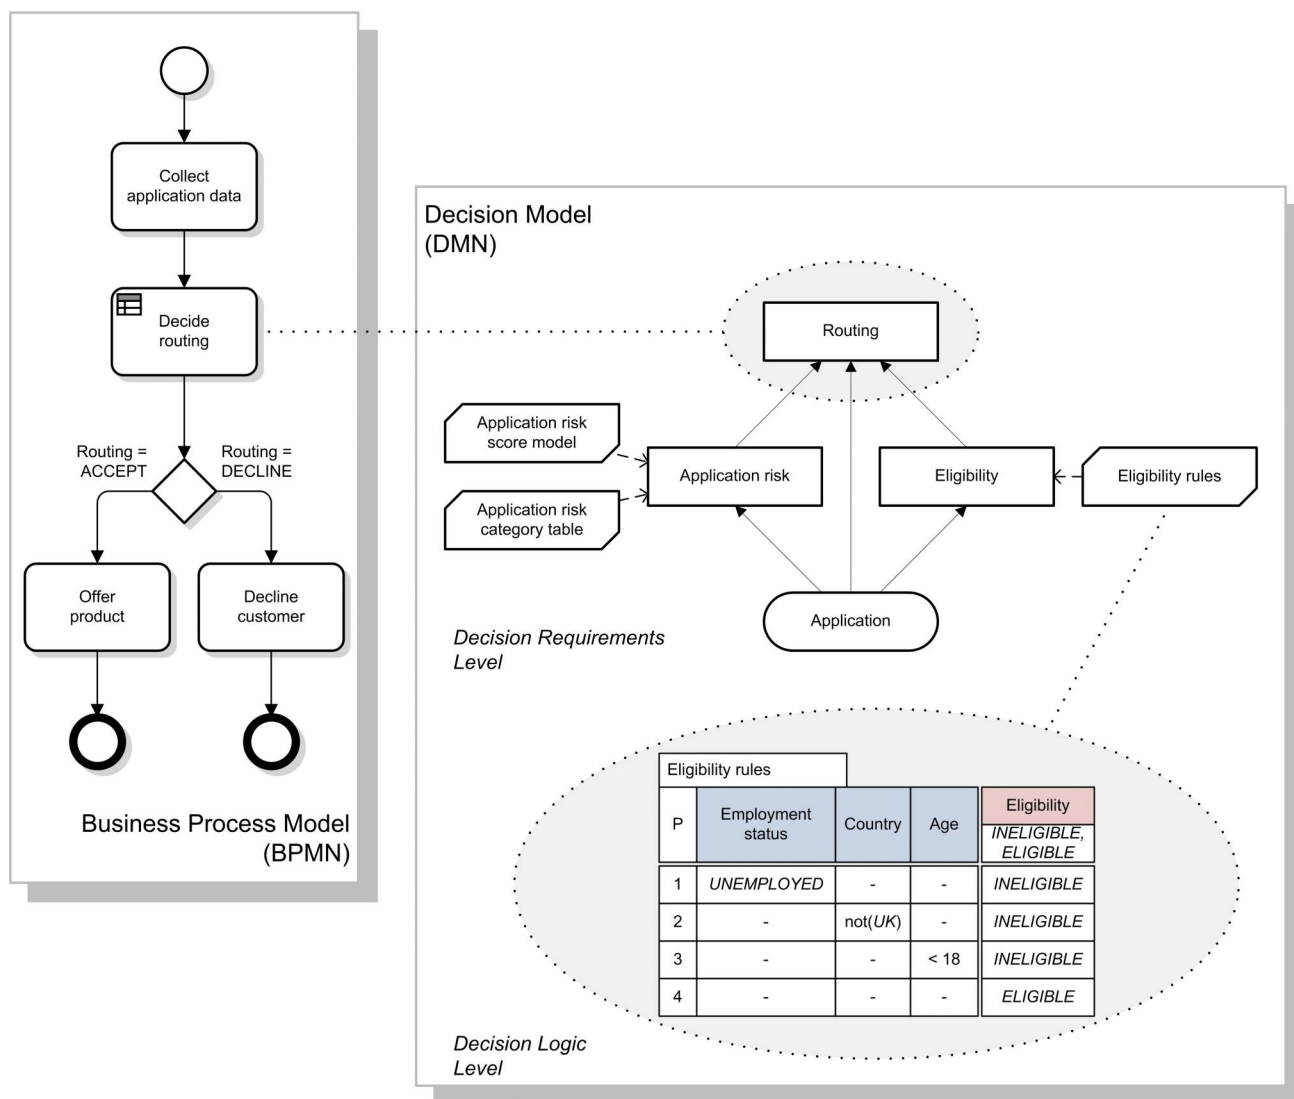 Collect
application data
Decide
routing
Routing =
ACCEPT
Routing =
DECLINE
Offer
product
Decline
customer
Business Process Model
(BPMN)
Decision Model
(DMN)
Routing
Application risk
score model
Application risk
category table
Application risk
Eligibility
Eligibility rules
Application
Decision Requirements
Level
Eligibility rules
P Employment status Country Age Eligibility
INELIGIBLE,
ELIGIBLE
1 UNEMPLOYED - - INELIGIBLE
2 - not(UK) - INELIGIBLE
3 - - < 18 INELIGIBLE
4 - - - ELIGIBLE
Decision Logic
Level